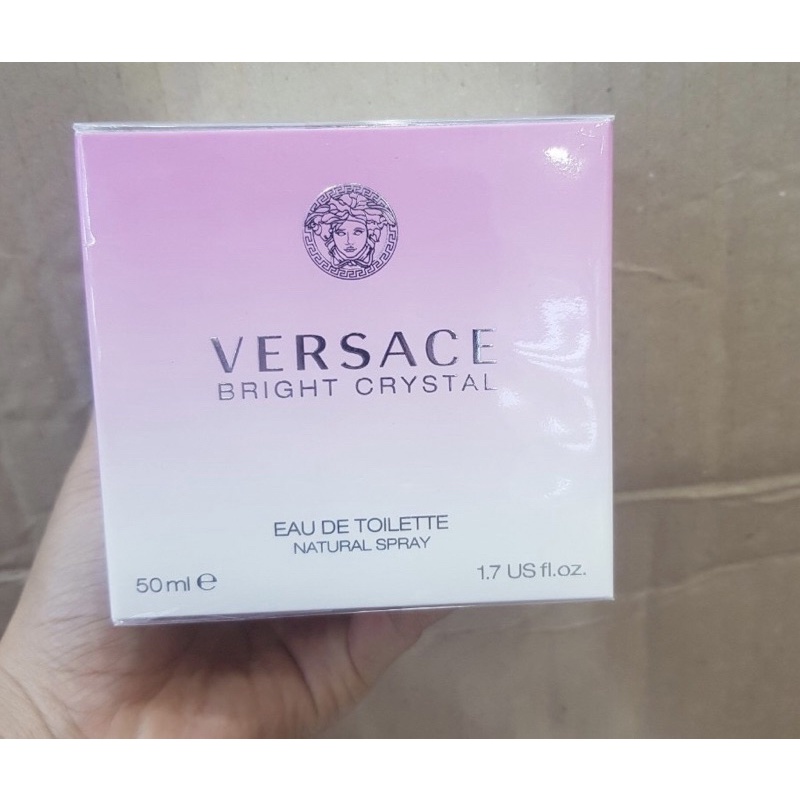 VERSACE
BRIGHT CRYSTAL
EAU DE TOILETTE
NATURAL SPRAY
50 ml ℮
1.7 US fl.oz.